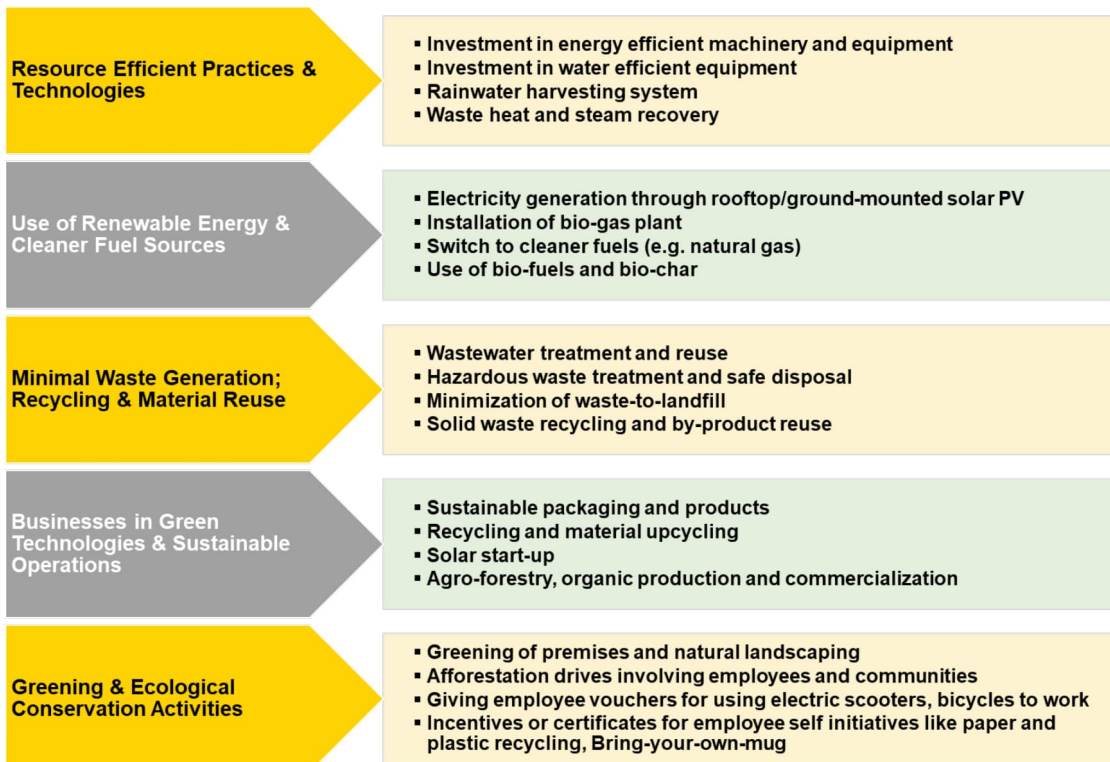 Resource Efficient Practices &
Technologies
▪ Investment in energy efficient machinery and equipment
▪ Investment in water efficient equipment
▪ Rainwater harvesting system
▪ Waste heat and steam recovery
Use of Renewable Energy &
Cleaner Fuel Sources
▪ Electricity generation through rooftop/ground-mounted solar PV
▪ Installation of bio-gas plant
▪ Switch to cleaner fuels (e.g. natural gas)
▪ Use of bio-fuels and bio-char
Minimal Waste Generation;
Recycling & Material Reuse
▪ Wastewater treatment and reuse
▪ Hazardous waste treatment and safe disposal
▪ Minimization of waste-to-landfill
▪ Solid waste recycling and by-product reuse
Businesses in Green
Technologies & Sustainable
Operations
▪ Sustainable packaging and products
▪ Recycling and material upcycling
▪ Solar start-up
▪ Agro-forestry, organic production and commercialization
Greening & Ecological
Conservation Activities
▪ Greening of premises and natural landscaping
▪ Afforestation drives involving employees and communities
▪ Giving employee vouchers for using electric scooters, bicycles to work
▪ Incentives or certificates for employee self initiatives like paper and
plastic recycling, Bring-your-own-mug